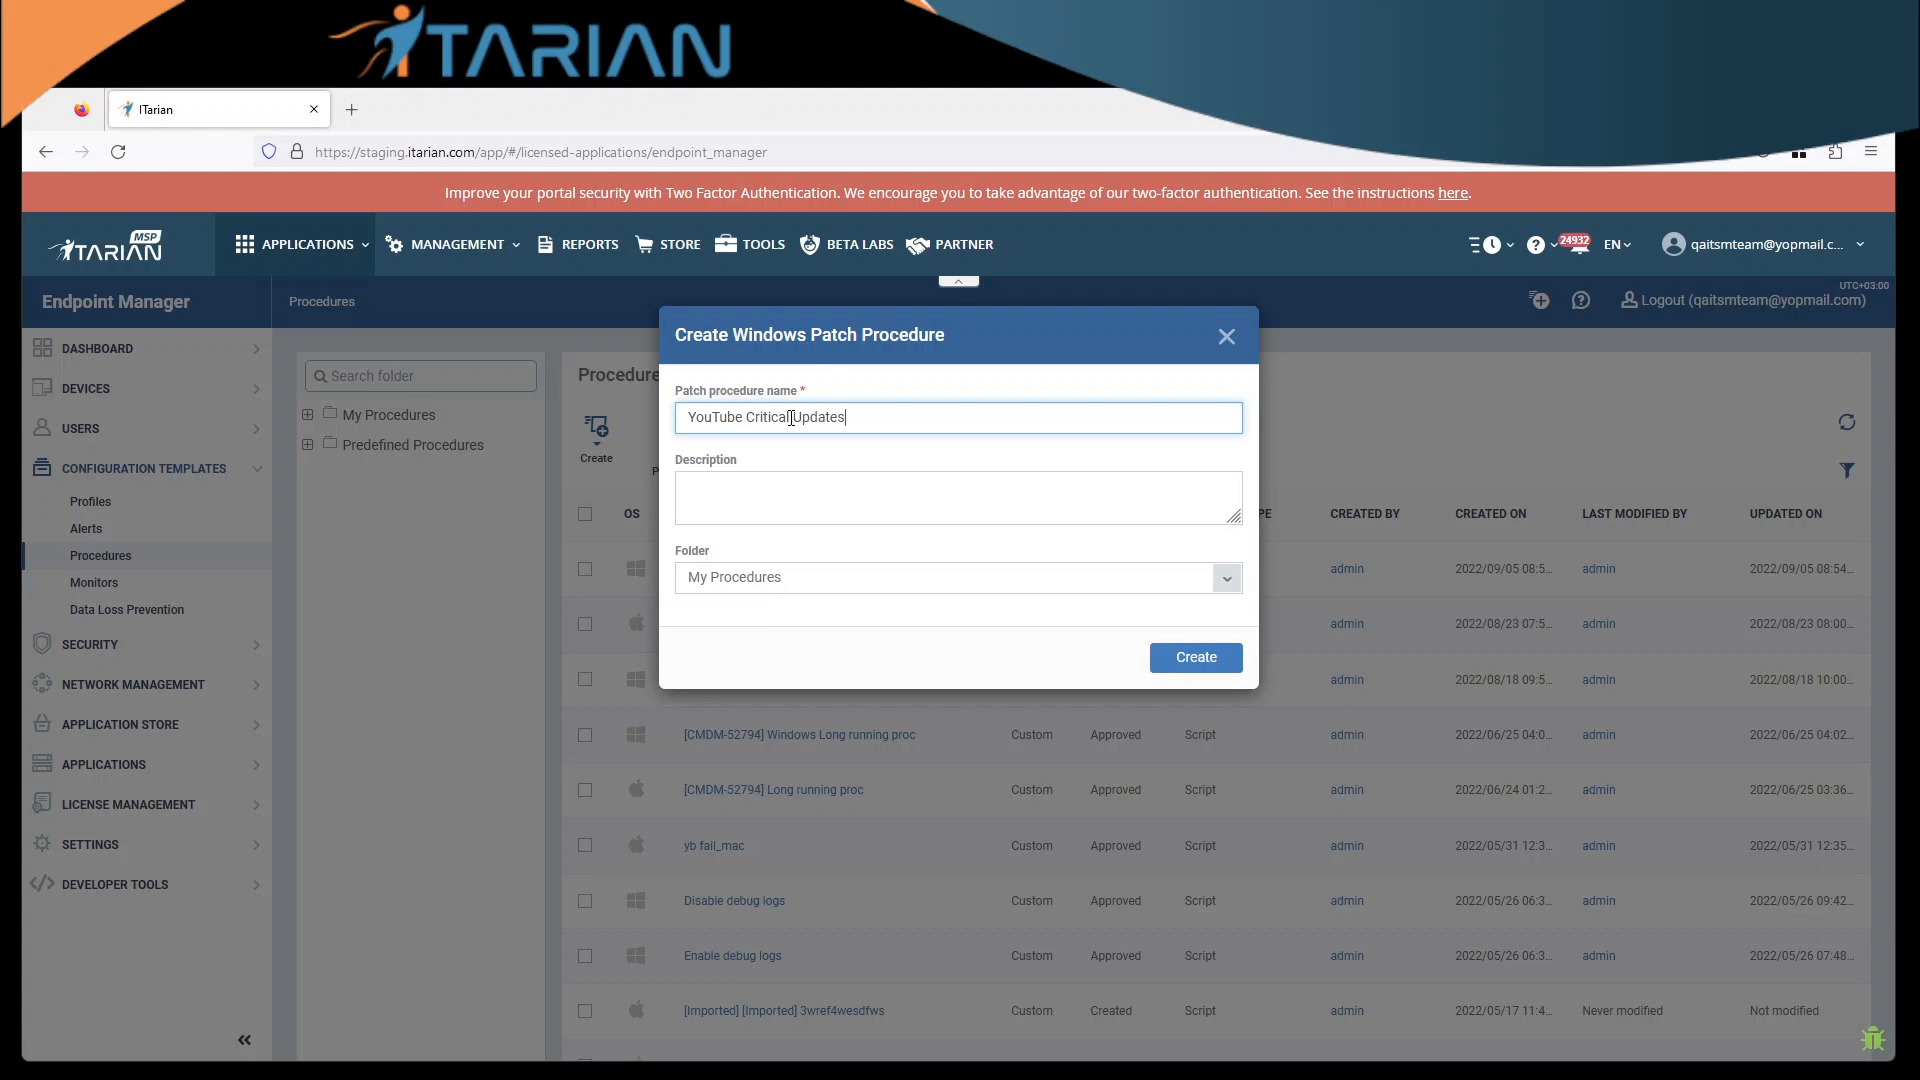 ITARIAN
ITarian
https://staging.itarian.com/app/#/licensed-applications/endpoint_manager
Improve your portal security with Two Factor Authentication. We encourage you to take advantage of our two-factor authentication. See the instructions here.
ITARIAN MSP
APPLICATIONS
MANAGEMENT
REPORTS
STORE
TOOLS
BETA LABS
PARTNER
24932
EN
qaitsmteam@yopmail.c...
Endpoint Manager
Procedures
UTC+03:00
Logout (qaitsmteam@yopmail.com)
DASHBOARD
DEVICES
USERS
CONFIGURATION TEMPLATES
Profiles
Alerts
Procedures
Monitors
Data Loss Prevention
SECURITY
NETWORK MANAGEMENT
APPLICATION STORE
APPLICATIONS
LICENSE MANAGEMENT
SETTINGS
DEVELOPER TOOLS
Search folder
My Procedures
Predefined Procedures
Procedure
Create
P
Create Windows Patch Procedure
Patch procedure name *
YouTube Critical Updates
Description
Folder
My Procedures
Create
OS PE CREATED BY CREATED ON LAST MODIFIED BY UPDATED ON
admin 2022/09/05 08:5... admin 2022/09/05 08:54...
admin 2022/08/23 07:5... admin 2022/08/23 08:00...
admin 2022/08/18 09:5... admin 2022/08/18 10:00...
[CMDM-52794] Windows Long running proc Custom Approved Script admin 2022/06/25 04:0... admin 2022/06/25 04:02...
[CMDM-52794] Long running proc Custom Approved Script admin 2022/06/24 01:2... admin 2022/06/25 03:36...
yb fail_mac Custom Approved Script admin 2022/05/31 12:3... admin 2022/05/31 12:35...
Disable debug logs Custom Approved Script admin 2022/05/26 06:3... admin 2022/05/26 09:42...
Enable debug logs Custom Approved Script admin 2022/05/26 06:3... admin 2022/05/26 07:48...
[Imported] [Imported] 3wref4wesdfws Custom Created Script admin 2022/05/17 11:4... Never modified Not modified